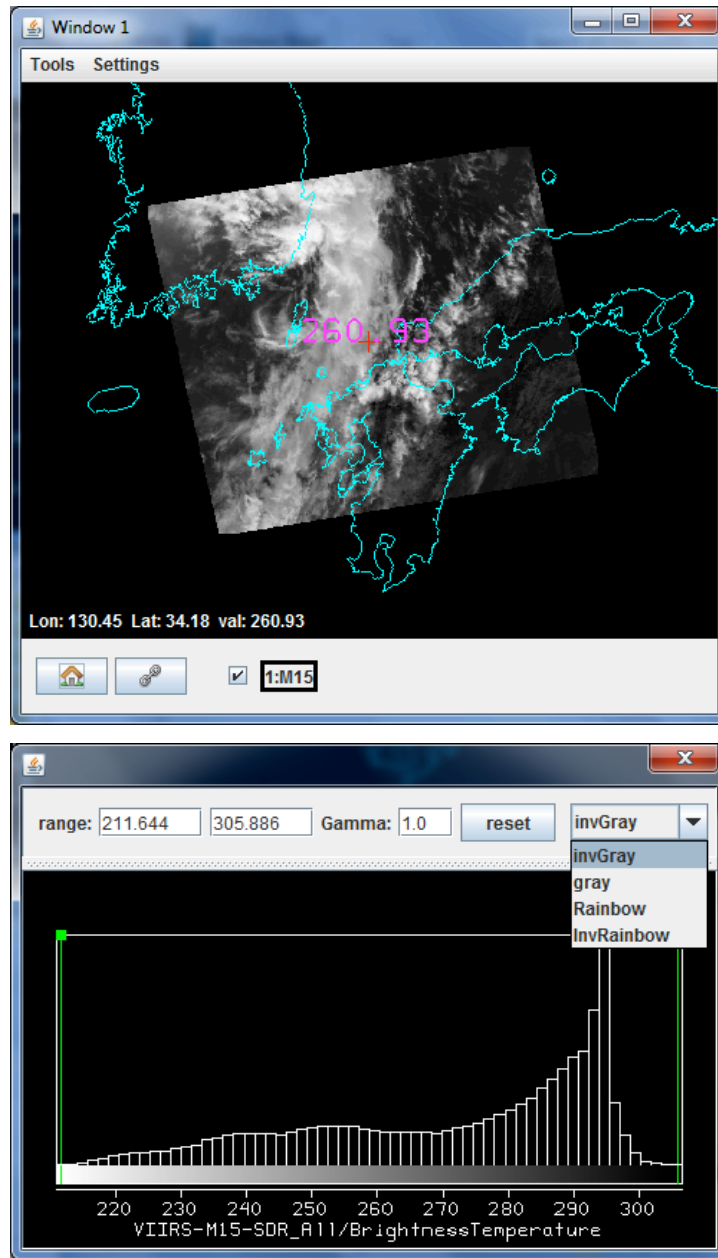 Window 1
Tools Settings
260.93
Lon: 130.45 Lat: 34.18 val: 260.93
1:M15
range: 211.644 305.886 Gamma: 1.0 reset invGray
invGray
gray
Rainbow
InvRainbow
220 230 240 250 260 270 280 290 300
VIIRS-M15-SDR_All/BrightnessTemperature